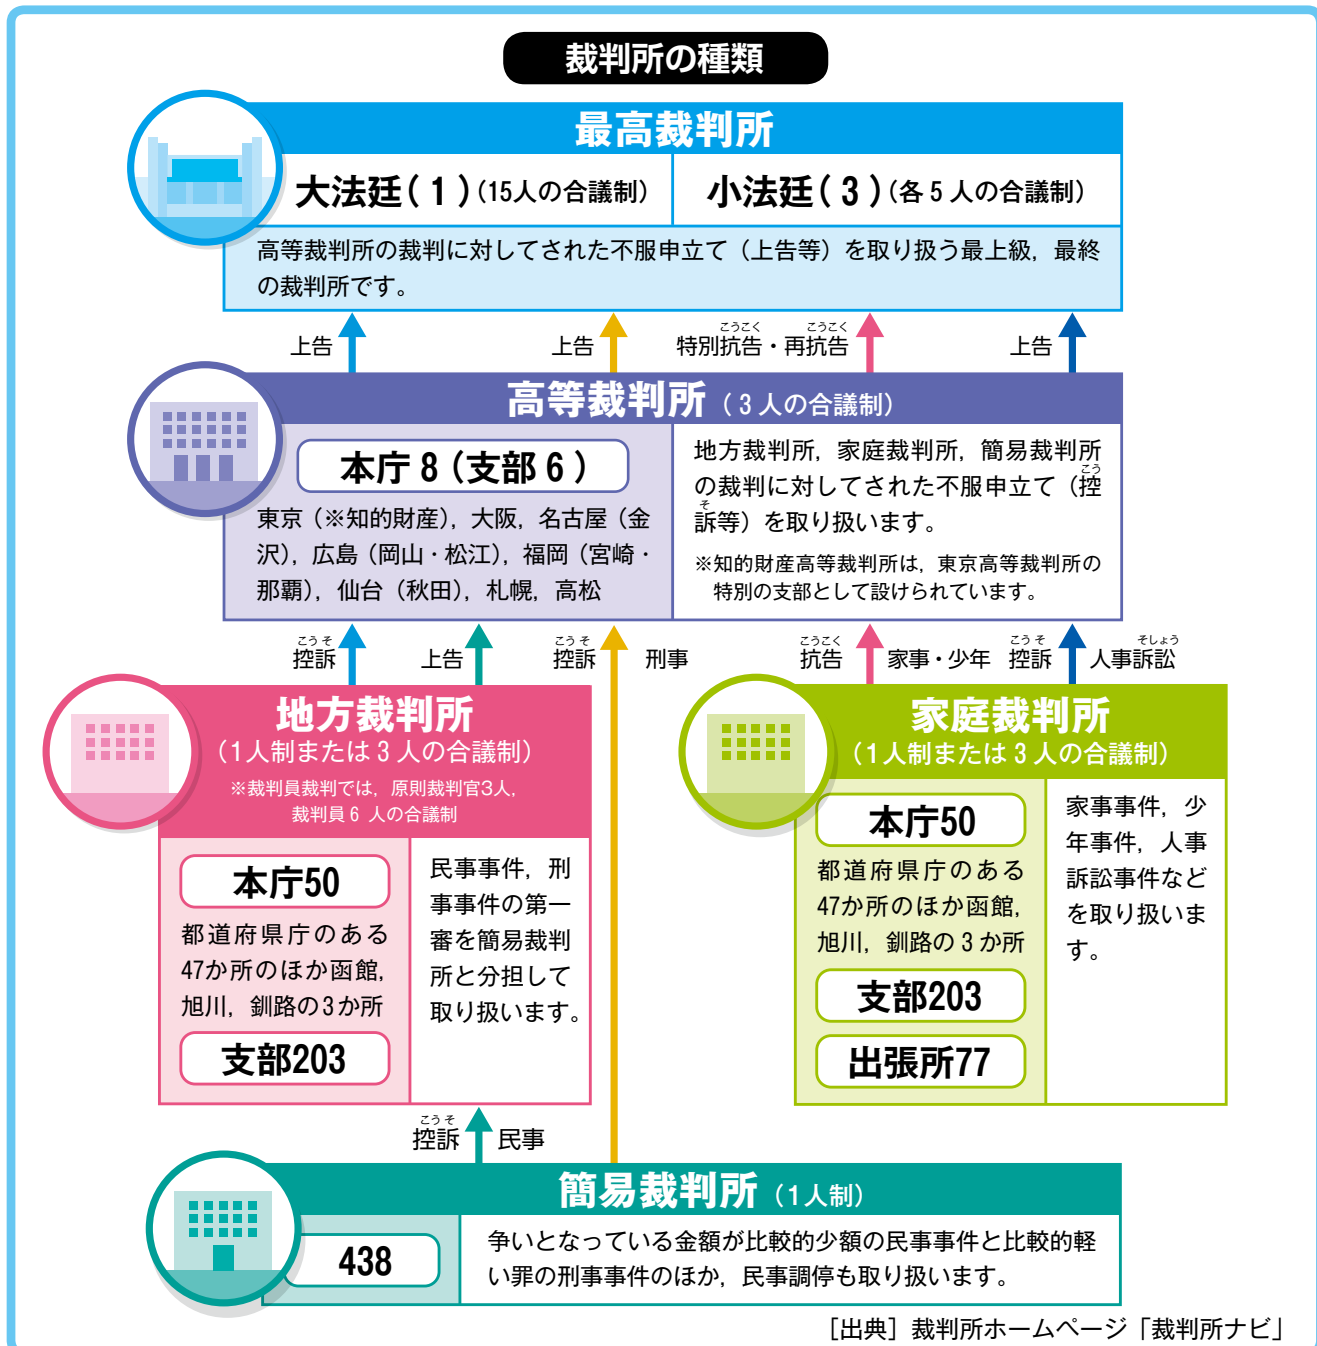 裁判所の種類
最高裁判所
大法廷(1)(15人の合議制)
小法廷(3)(各5人の合議制)
高等裁判所の裁判に対してされた不服申立て（上告等）を取り扱う最上級，最終
の裁判所です。
上告
上告
こうこく こうこく
特別抗告・再抗告
上告
高等裁判所（3人の合議制）
本庁8（支部6）
東京（※知的財産），大阪，名古屋（金
沢），広島（岡山・松江），福岡（宮崎・
那覇），仙台（秋田），札幌，高松
地方裁判所，家庭裁判所，簡易裁判所
の裁判に対してされた不服申立て（控
こう
訴等）を取り扱います。
そ
※知的財産高等裁判所は，東京高等裁判所の
特別の支部として設けられています。
こうそ
控訴
上告
こうそ
控訴
刑事
こうこく
抗告
家事・少年
こうそ
控訴
そしょう
人事訴訟
地方裁判所
（1人制または3人の合議制）
※裁判員裁判では，原則裁判官3人，
裁判員6人の合議制
本庁50
都道府県庁のある
47か所のほか函館，
旭川，釧路の3か所
支部203
民事事件，刑
事事件の第一
審を簡易裁判
所と分担して
取り扱います。
家庭裁判所
（1人制または3人の合議制）
本庁50
都道府県庁のある
47か所のほか函館，
旭川，釧路の3か所
支部203
出張所77
家事事件，少
年事件，人事
訴訟事件など
を取り扱いま
す。
こうそ
控訴
民事
簡易裁判所（1人制）
438
争いとなっている金額が比較的少額の民事事件と比較的軽
い罪の刑事事件のほか，民事調停も取り扱います。
［出典］裁判所ホームページ「裁判所ナビ」